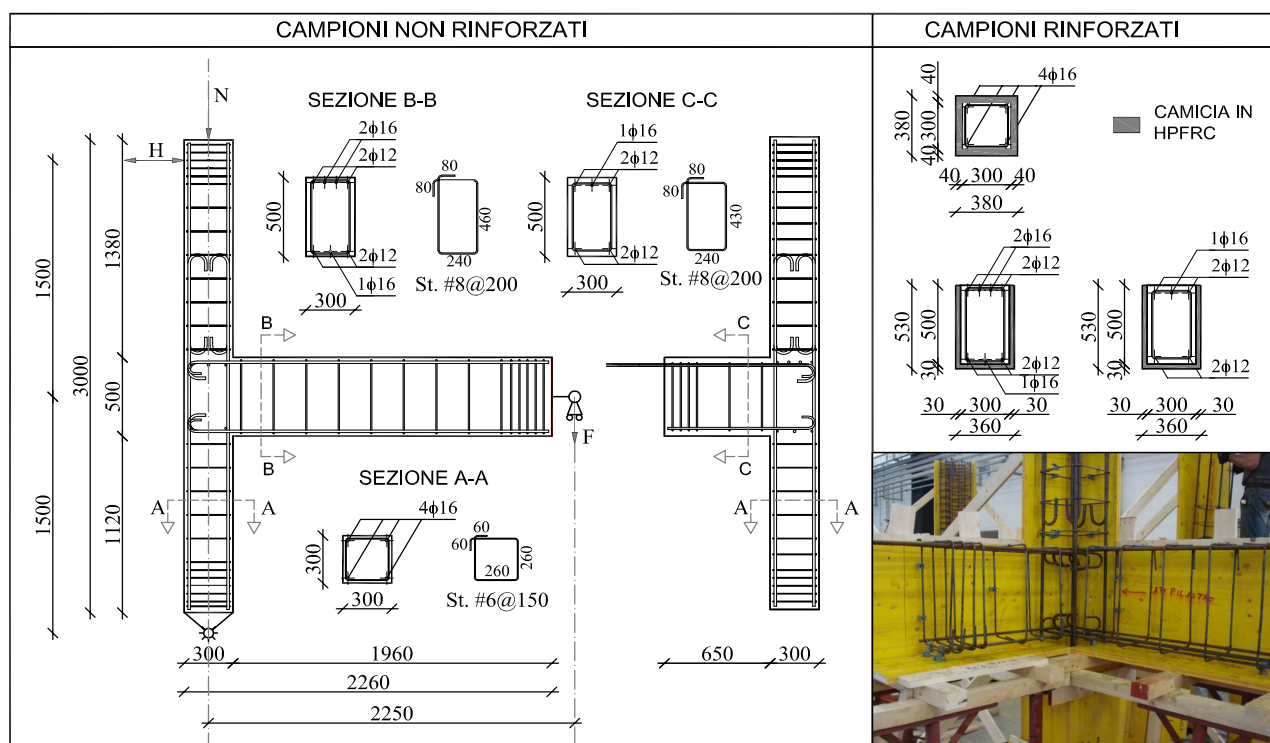 CAMPIONI NON RINFORZATI
CAMPIONI RINFORZATI
N
H
3000
1500
1500
1380
500
1120
SEZIONE B-B
2ϕ16
2ϕ12
500
2ϕ12
1ϕ16
300
80
80
460
240
St. #8@200
SEZIONE C-C
1ϕ16
2ϕ12
500
2ϕ12
300
80
80
430
240
St. #8@200
B
B
C
C
F
A
A
A
A
SEZIONE A-A
4ϕ16
300
300
60
60
260
260
St. #6@150
300
1960
2260
2250
650
300
4ϕ16
40
300
40
380
40
300
40
380
CAMICIA IN
HPFRC
2ϕ16
2ϕ12
530
500
30
2ϕ12
1ϕ16
30
300
30
360
1ϕ16
2ϕ12
530
500
30
2ϕ12
30
300
30
360